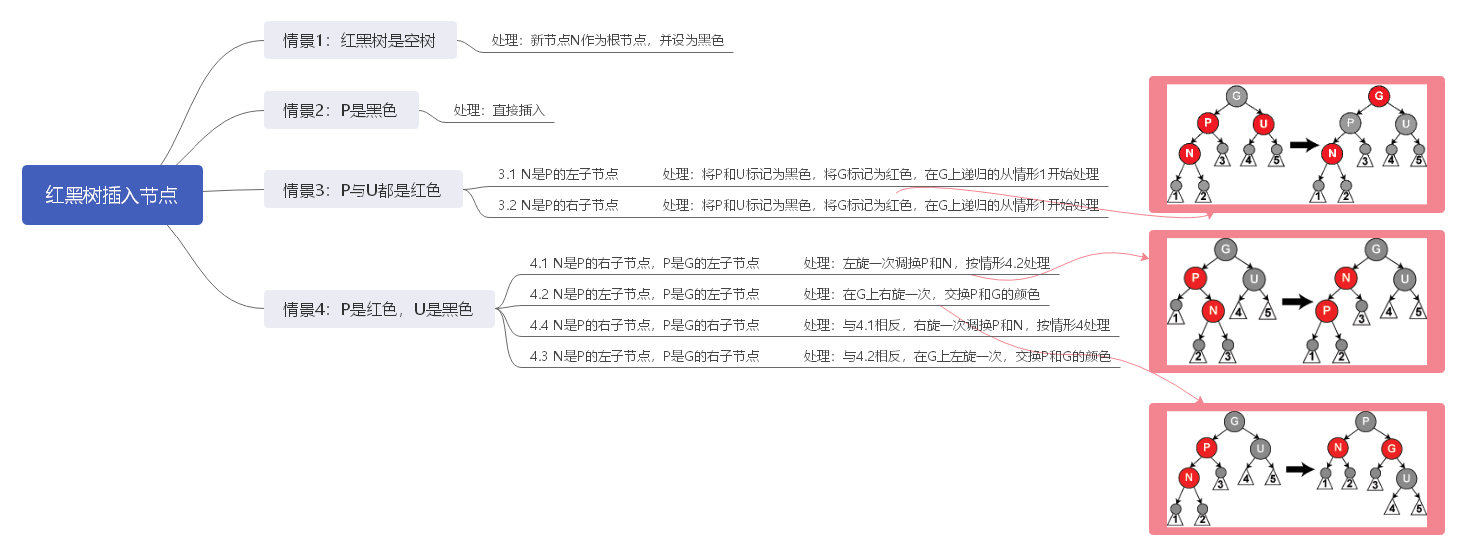 红黑树插入节点
情景1：红黑树是空树
处理：新节点N作为根节点，并设为黑色
情景2：P是黑色
处理：直接插入
情景3：P与U都是红色
3.1 N是P的左子节点 处理：将P和U标记为黑色，将G标记为红色，在G上递归的从情形1开始处理
3.2 N是P的右子节点 处理：将P和U标记为黑色，将G标记为红色，在G上递归的从情形1开始处理
情景4：P是红色，U是黑色
4.1 N是P的右子节点，P是G的左子节点 处理：左旋一次调换P和N，按情形4.2处理
4.2 N是P的左子节点，P是G的左子节点 处理：在G上右旋一次，交换P和G的颜色
4.4 N是P的右子节点，P是G的右子节点 处理：与4.1相反，右旋一次调换P和N，按情形4处理
4.3 N是P的左子节点，P是G的右子节点 处理：与4.2相反，在G上左旋一次，交换P和G的颜色
G G
P U P U
N 3 4 5 N 3 4 5
1 2 1 2
G G
P U N U
1 N 4 5 P 3 4 5
2 3 1 2
G P
P U N G
N 3 4 5 1 2 3 U
1 2 4 5